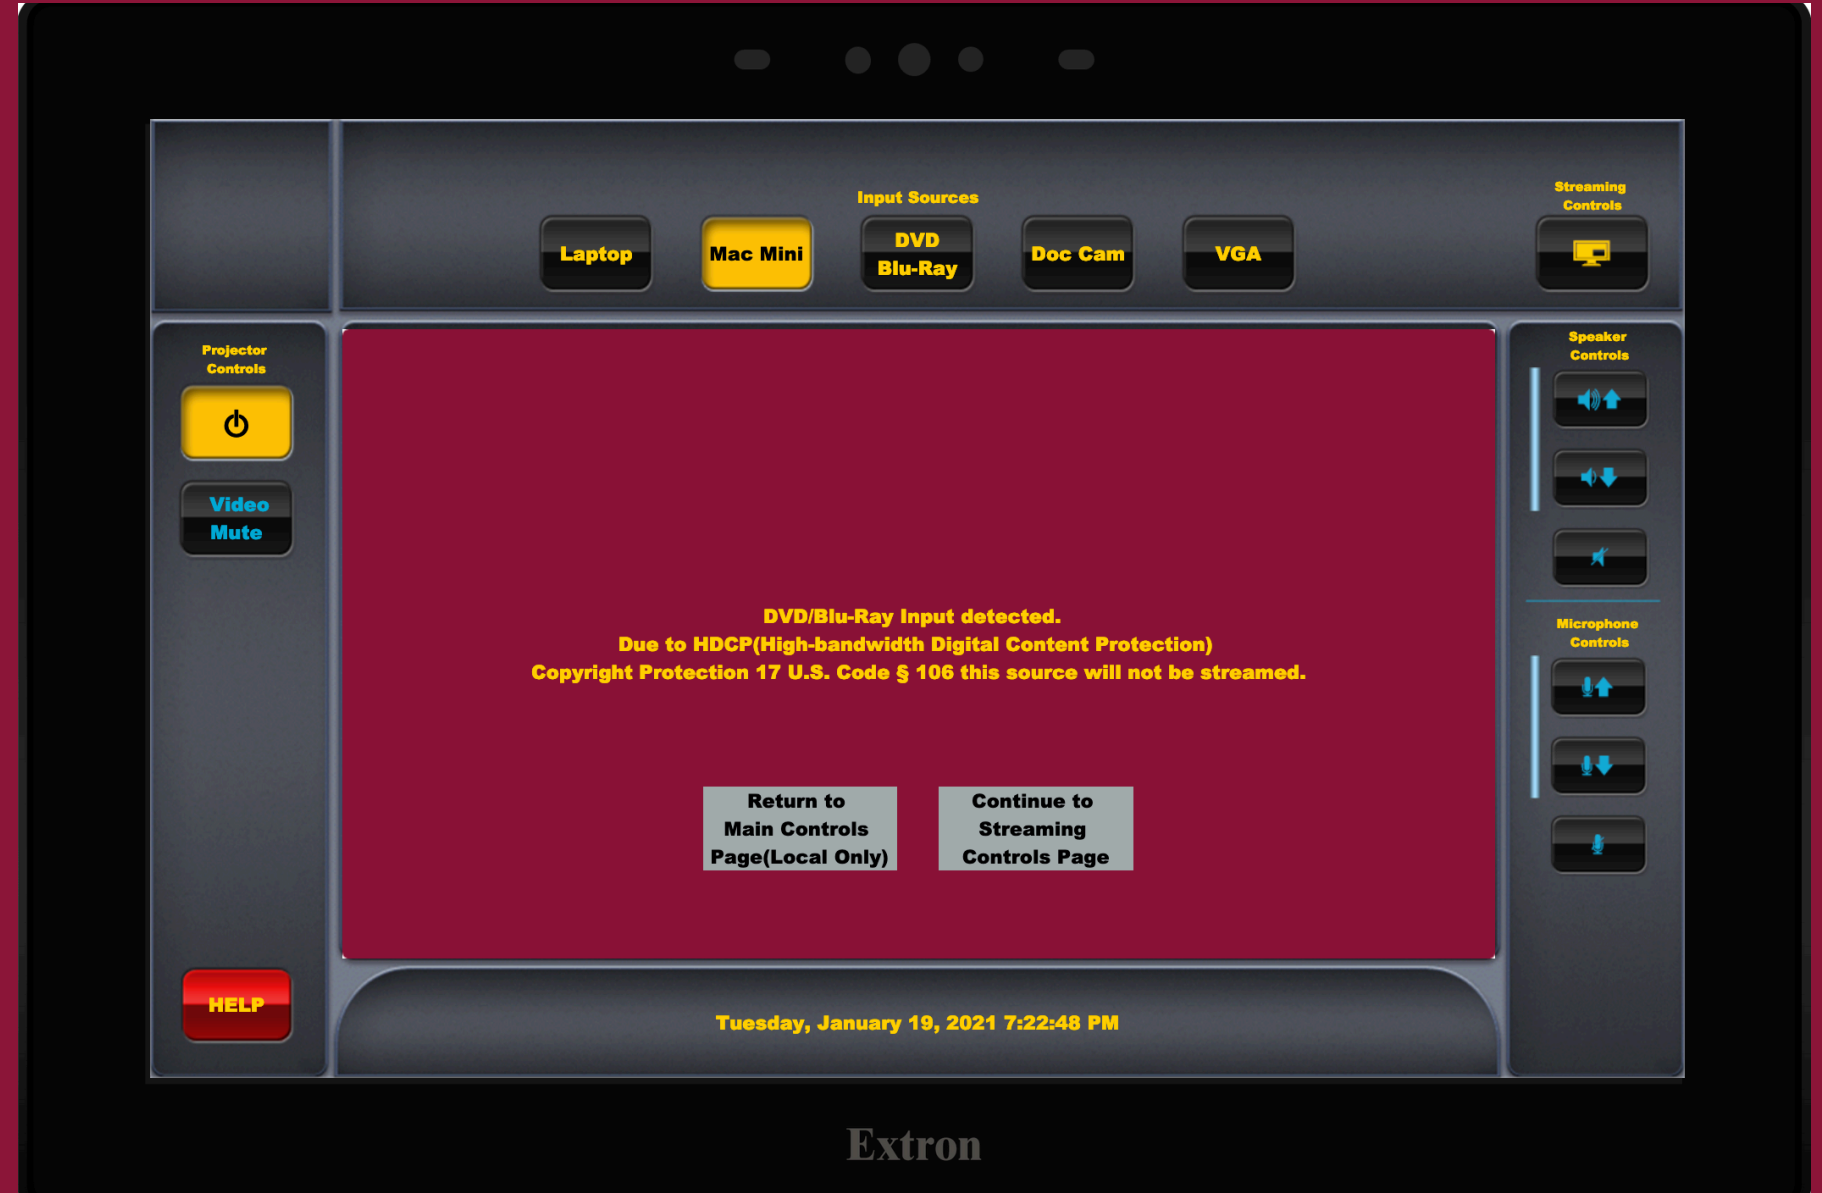 Input Sources
Streaming
Controls
Laptop
Mac Mini
DVD
Blu-Ray
Doc Cam
VGA
Projector
Controls
Video
Mute
HELP
DVD/Blu-Ray Input detected.
Due to HDCP(High-bandwidth Digital Content Protection)
Copyright Protection 17 U.S. Code § 106 this source will not be streamed.
Return to
Main Controls
Page(Local Only)
Continue to
Streaming
Controls Page
Speaker
Controls
Microphone
Controls
Tuesday, January 19, 2021 7:22:48 PM
Extron